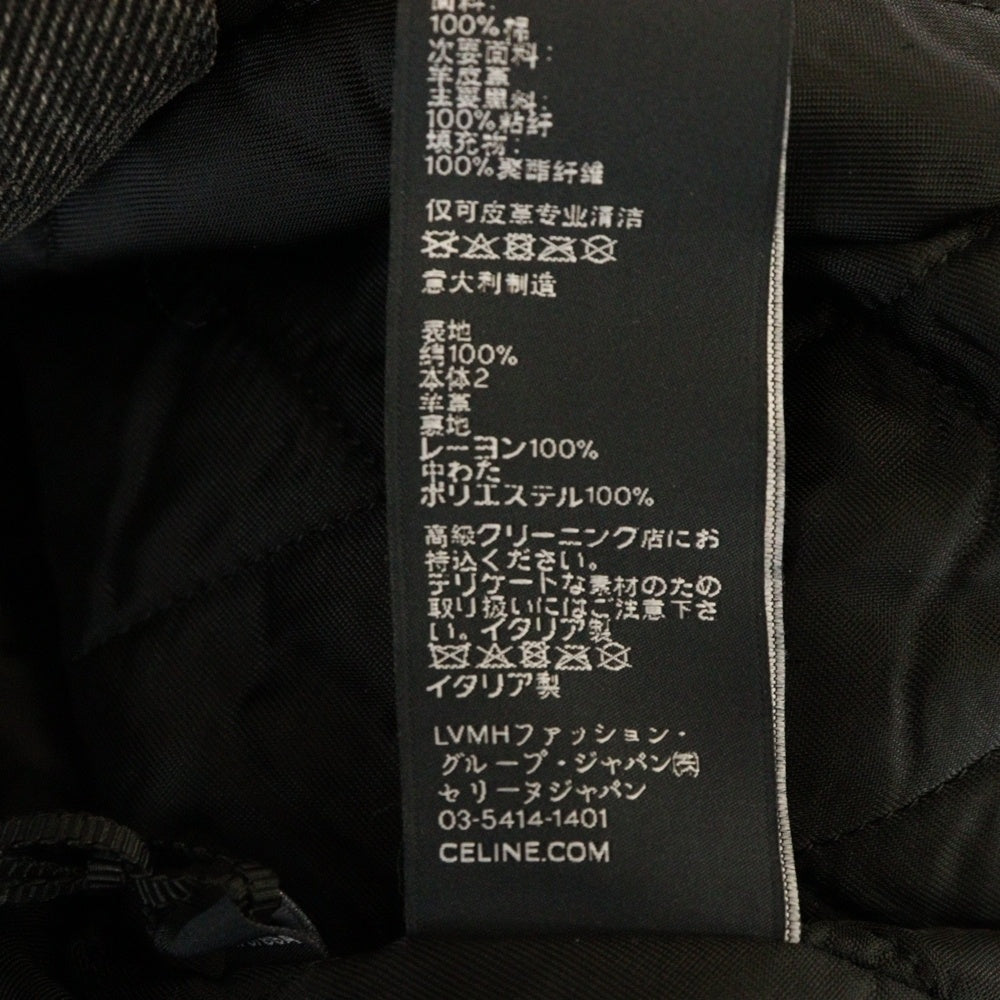 面料:
100%棉
次要面料:
羊皮革
主要里料:
100%粘纤
填充物:
100%聚酯纤维
仅可皮革专业清洁
意大利制造
表地
綿100%
本体2
羊革
裏地
レーヨン100%
中わた
ポリエステル100%
高級クリーニング店にお
持込ください。
デリケートな素材のため
取り扱いにはご注意下さ
い。イタリア製
イタリア製
LVMHファッション・
グループ・ジャパン㈱
セリーヌジャパン
03-5414-1401
CELINE.COM